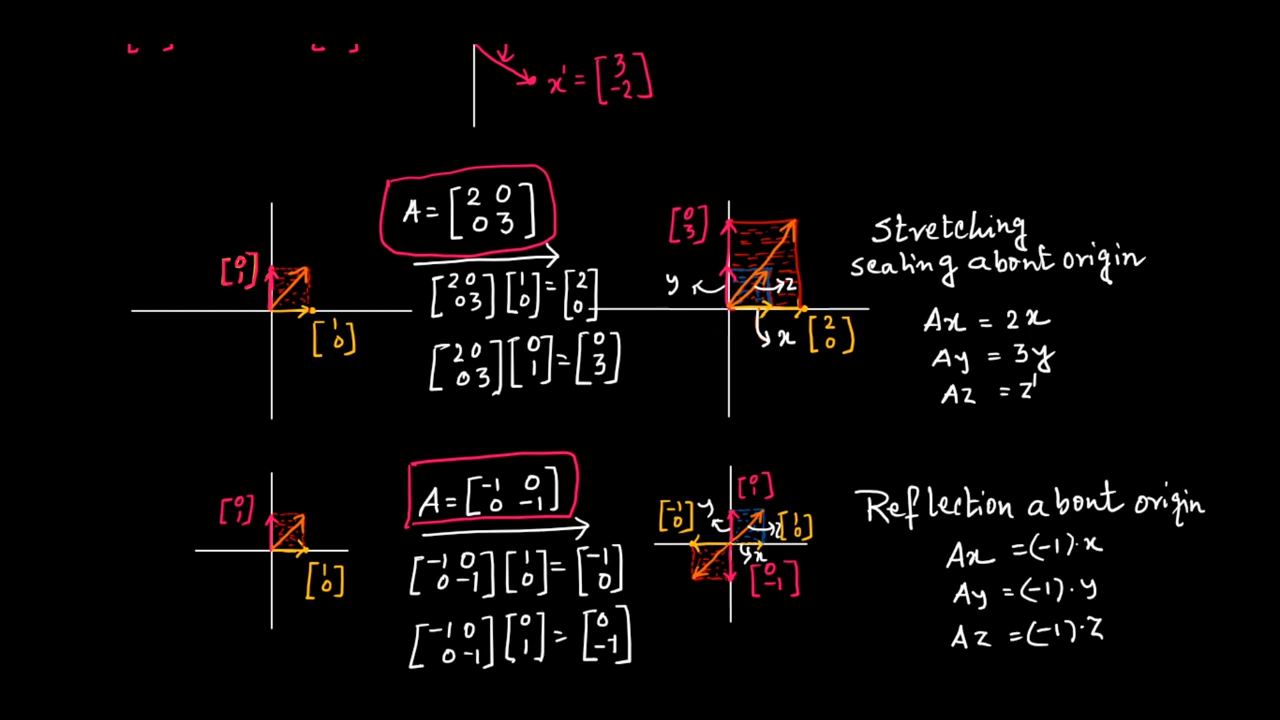 x' = [3 -2]
A = [2 0 0 3]
[0 1]
[1 0]
[2 0 0 3] [1 0] = [2 0]
[2 0 0 3] [0 1] = [0 3]
[0 3]
y
z
x
[2 0]
Stretching
scaling about origin
Ax = 2x
Ay = 3y
Az = z'
A = [-1 0 0 -1]
[0 1]
[1 0]
[-1 0 0 -1] [1 0] = [-1 0]
[-1 0 0 -1] [0 1] = [0 -1]
[0 1]
[-1 0]
y
z
[1 0]
x
[0 -1]
Reflection about origin
Ax = (-1)·x
Ay = (-1)·y
Az = (-1)·z